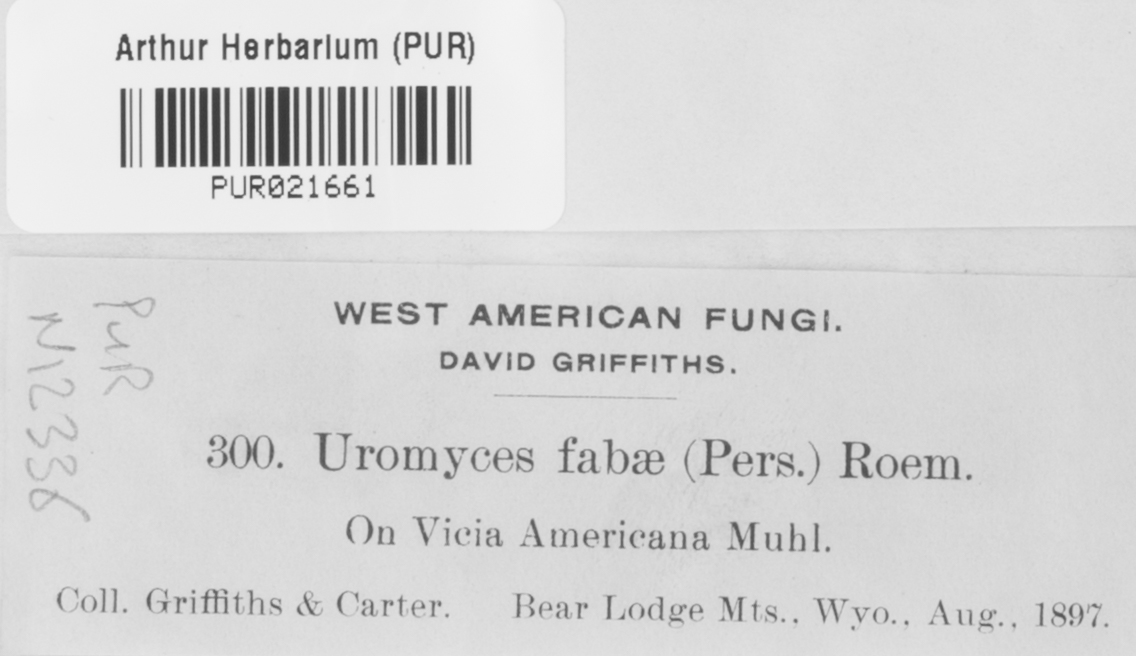 Arthur Herbarium (PUR)
PUR021661
PUR
N12336
WEST AMERICAN FUNGI.
DAVID GRIFFITHS.
300. Uromyces fabæ (Pers.) Roem.
On Vicia Americana Muhl.
Coll. Griffiths & Carter. Bear Lodge Mts., Wyo., Aug., 1897.